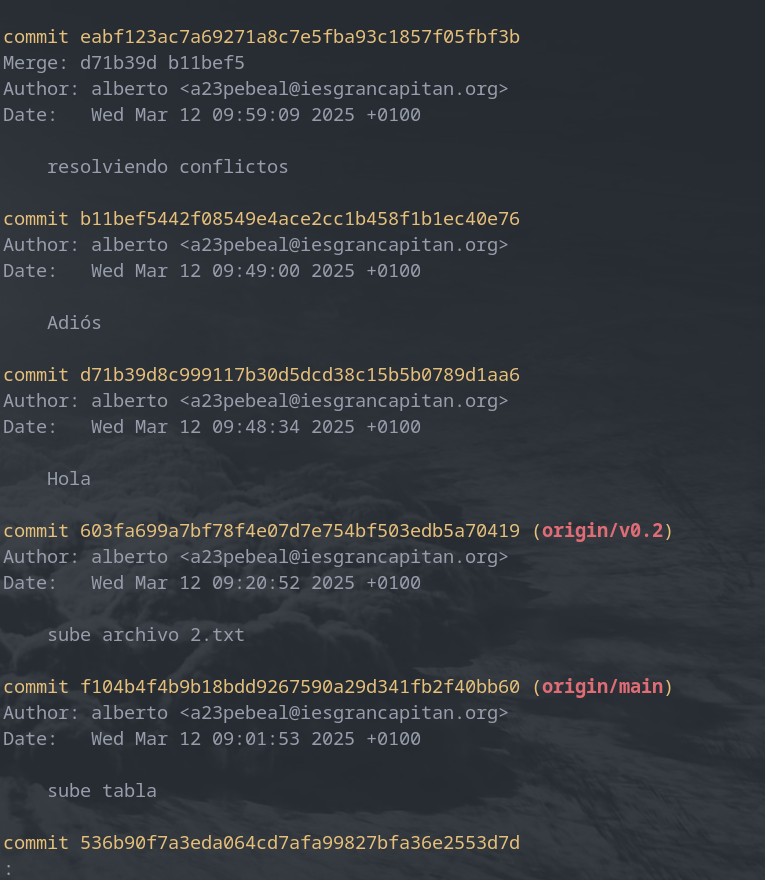 commit eabf123ac7a69271a8c7e5fba93c1857f05fbf3b
Merge: d71b39d b11bef5
Author: alberto <a23pebeal@iesgrancapitan.org>
Date:   Wed Mar 12 09:59:09 2025 +0100
    resolviendo conflictos
commit b11bef5442f08549e4ace2cc1b458f1b1ec40e76
Author: alberto <a23pebeal@iesgrancapitan.org>
Date:   Wed Mar 12 09:49:00 2025 +0100
    Adiós
commit d71b39d8c999117b30d5dcd38c15b5b0789d1aa6
Author: alberto <a23pebeal@iesgrancapitan.org>
Date:   Wed Mar 12 09:48:34 2025 +0100
    Hola
commit 603fa699a7bf78f4e07d7e754bf503edb5a70419 (origin/v0.2)
Author: alberto <a23pebeal@iesgrancapitan.org>
Date:   Wed Mar 12 09:20:52 2025 +0100
    sube archivo 2.txt
commit f104b4f4b9b18bdd9267590a29d341fb2f40bb60 (origin/main)
Author: alberto <a23pebeal@iesgrancapitan.org>
Date:   Wed Mar 12 09:01:53 2025 +0100
    sube tabla
commit 536b90f7a3eda064cd7afa99827bfa36e2553d7d
: